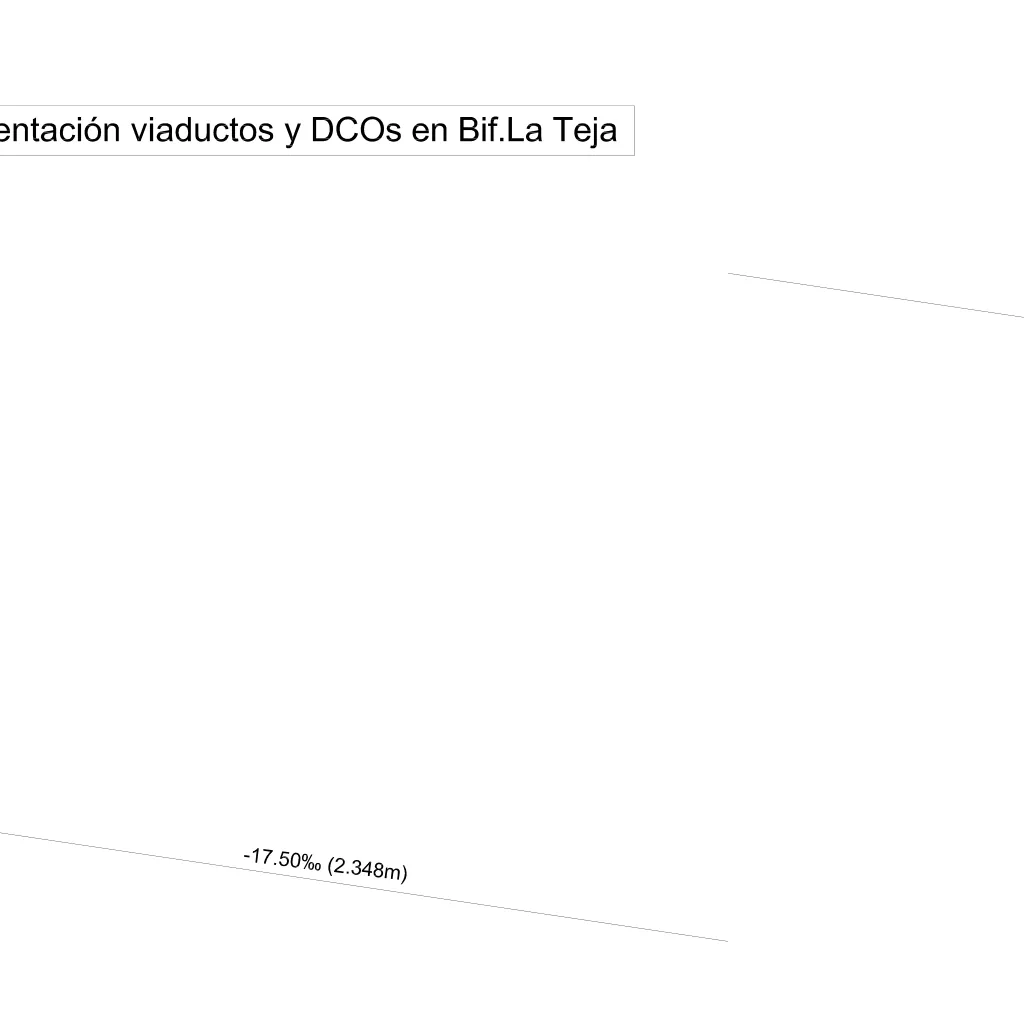 entación viaductos y DCOs en Bif.La Teja
-17.50‰ (2.348m)